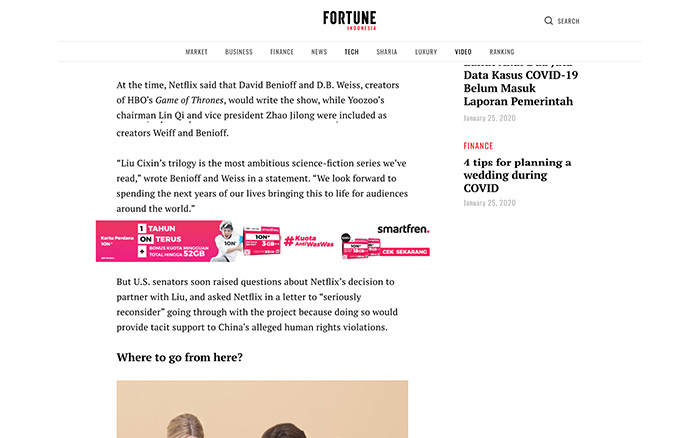 FORTUNE
INDONESIA
SEARCH
MARKET BUSINESS FINANCE NEWS TECH SHARIA LUXURY VIDEO RANKING
At the time, Netflix said that David Benioff and D.B. Weiss, creators
of HBO's Game of Thrones, would write the show, while Yoozoo's
chairman Lin Qi and vice president Zhao Jilong were included as
creators Weiff and Benioff.
“Liu Cixin's trilogy is the most ambitious science-fiction series we've
read,” wrote Benioff and Weiss in a statement. “We look forward to
spending the next years of our lives bringing this to life for audiences
around the world.”
Kartu Perdana
1ON+
1 TAHUN
ON TERUS
+ BONUS KUOTA MINGGUAN
TOTAL HINGGA 52GB
1ON+
3GB
#Kuota
AntiWasWas
smartfren.
1ON+
CEK SEKARANG
But U.S. senators soon raised questions about Netflix's decision to
partner with Liu, and asked Netflix in a letter to “seriously
reconsider” going through with the project because doing so would
provide tacit support to China's alleged human rights violations.
Where to go from here?
Data Kasus COVID-19
Belum Masuk
Laporan Pemerintah
January 25, 2020
FINANCE
4 tips for planning a
wedding during
COVID
January 25, 2020